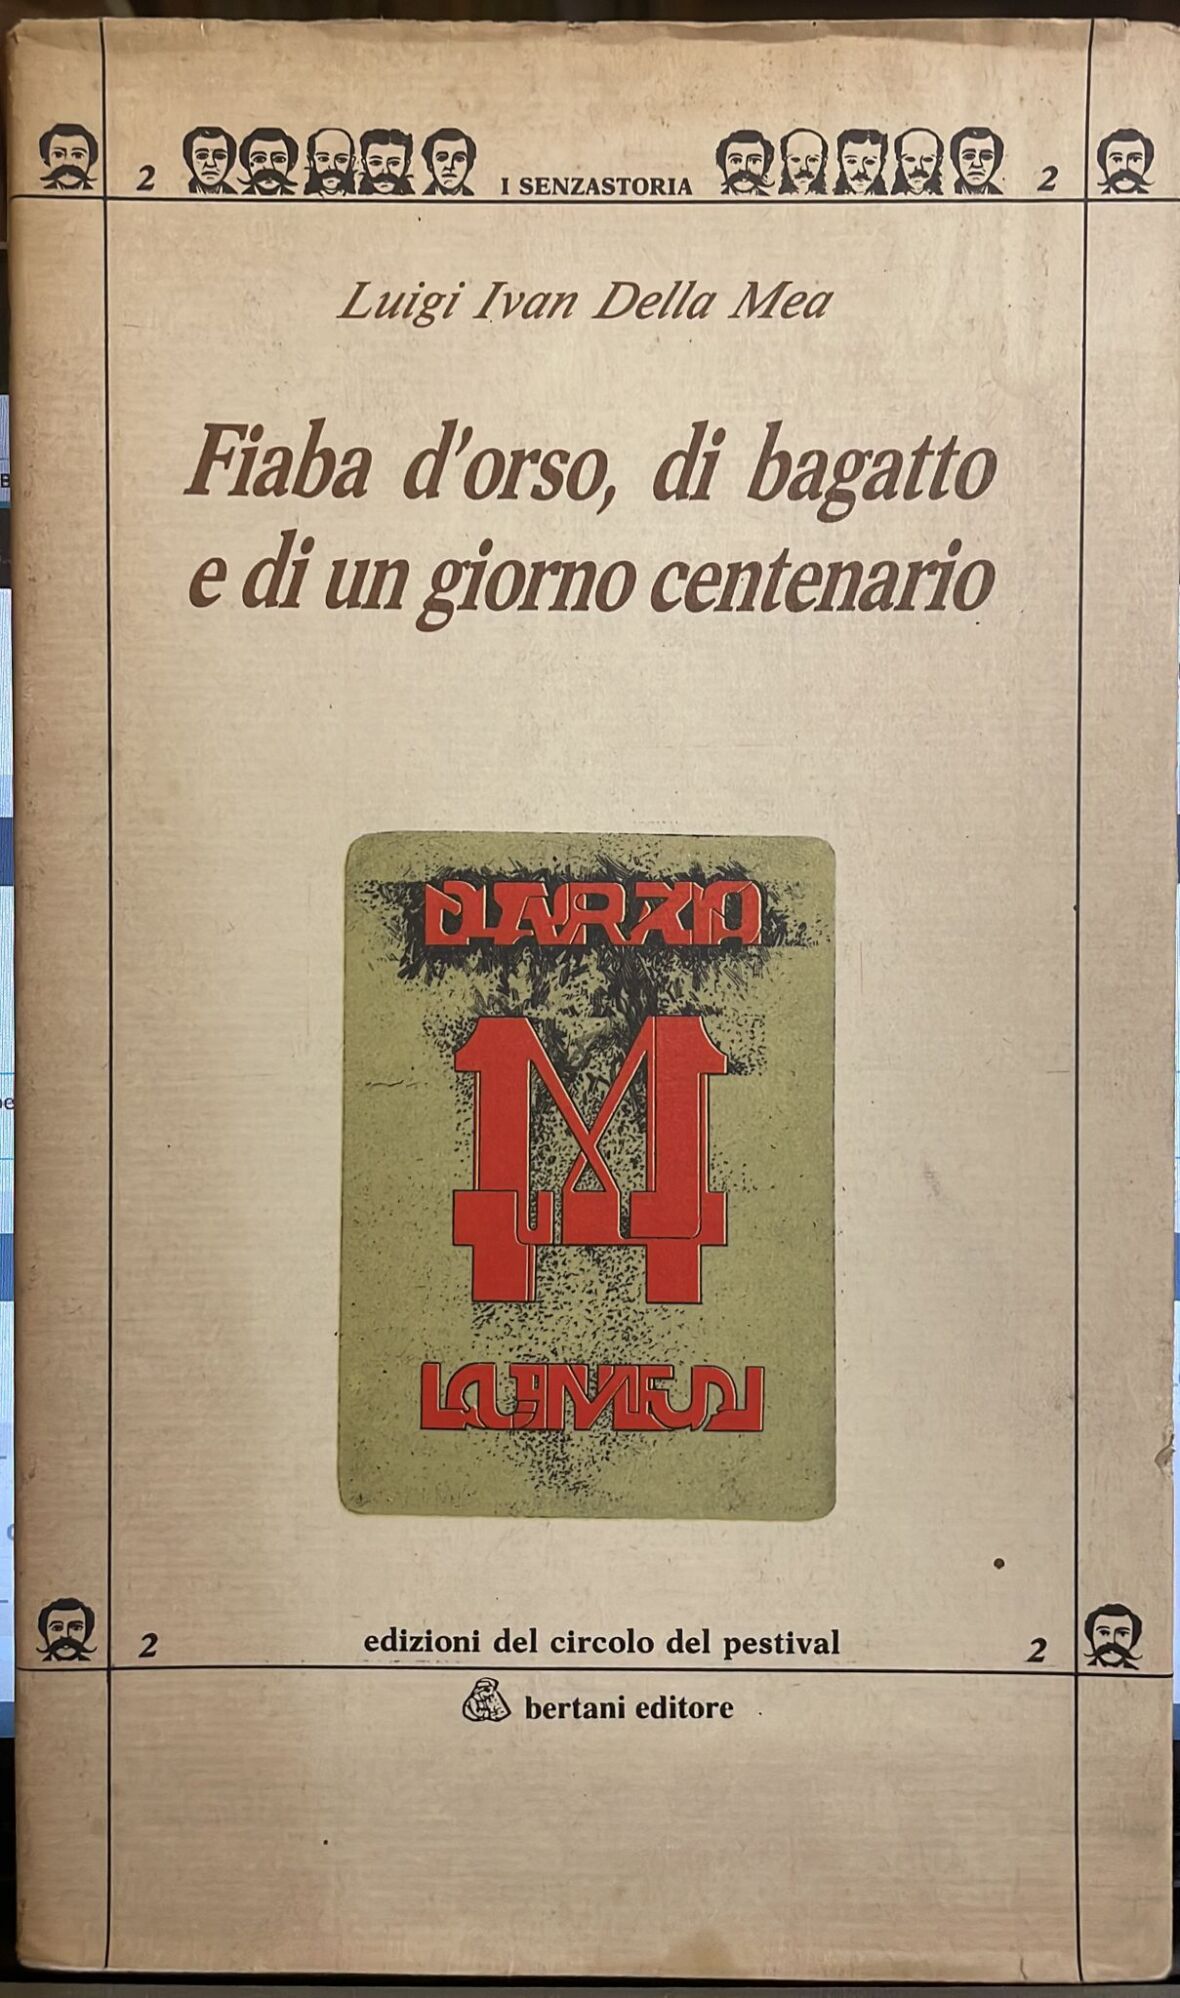 2 I SENZASTORIA 2
Luigi Ivan Della Mea
Fiaba d'orso, di bagatto
e di un giorno centenario
2 edizioni del circolo del pestival 2
bertani editore